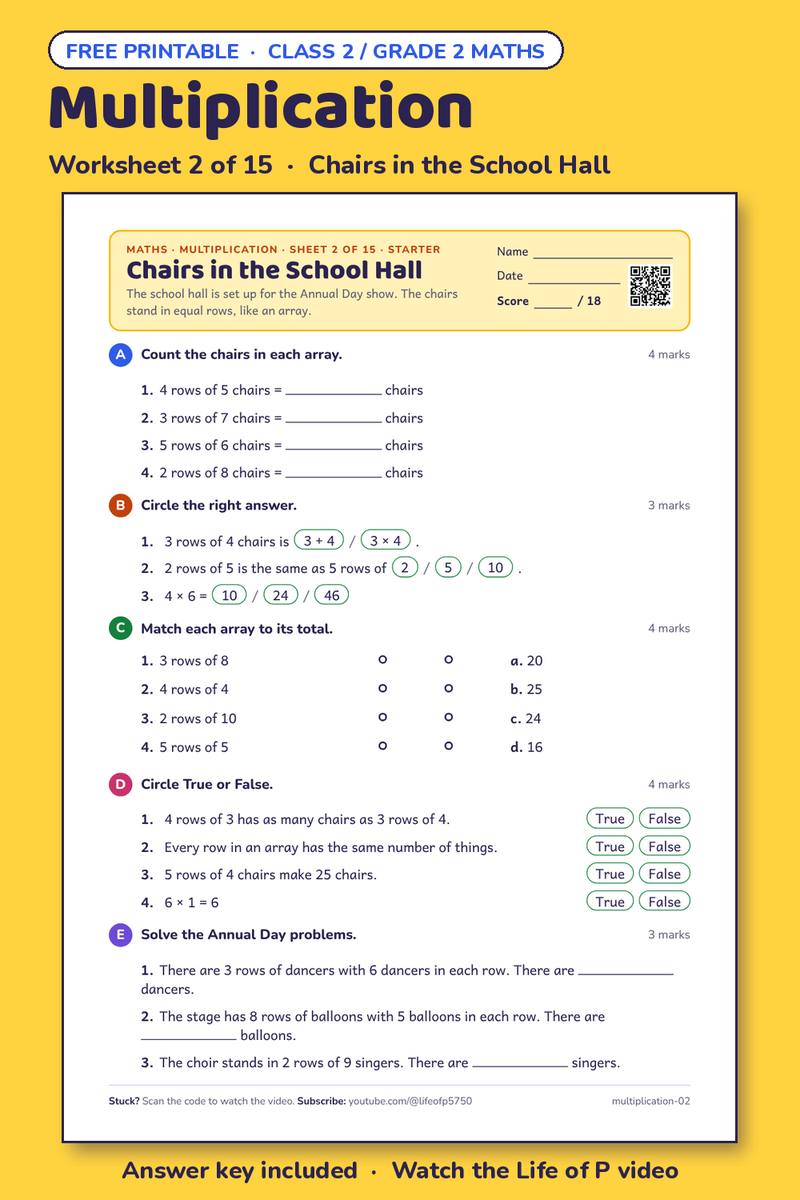 FREE PRINTABLE · CLASS 2 / GRADE 2 MATHS
Multiplication
Worksheet 2 of 15 · Chairs in the School Hall
MATHS · MULTIPLICATION · SHEET 2 OF 15 · STARTER
Chairs in the School Hall
The school hall is set up for the Annual Day show. The chairs
stand in equal rows, like an array.
Name ____________
Date ____________
Score ______ / 18
A Count the chairs in each array. 4 marks
1. 4 rows of 5 chairs = ____________ chairs
2. 3 rows of 7 chairs = ____________ chairs
3. 5 rows of 6 chairs = ____________ chairs
4. 2 rows of 8 chairs = ____________ chairs
B Circle the right answer. 3 marks
1. 3 rows of 4 chairs is 3 + 4 / 3 × 4 .
2. 2 rows of 5 is the same as 5 rows of 2 / 5 / 10 .
3. 4 × 6 = 10 / 24 / 46
C Match each array to its total. 4 marks
1. 3 rows of 8 a. 20
2. 4 rows of 4 b. 25
3. 2 rows of 10 c. 24
4. 5 rows of 5 d. 16
D Circle True or False. 4 marks
1. 4 rows of 3 has as many chairs as 3 rows of 4. True False
2. Every row in an array has the same number of things. True False
3. 5 rows of 4 chairs make 25 chairs. True False
4. 6 × 1 = 6 True False
E Solve the Annual Day problems. 3 marks
1. There are 3 rows of dancers with 6 dancers in each row. There are ____________
dancers.
2. The stage has 8 rows of balloons with 5 balloons in each row. There are
____________ balloons.
3. The choir stands in 2 rows of 9 singers. There are ____________ singers.
Stuck? Scan the code to watch the video. Subscribe: youtube.com/@lifeofp5750 multiplication-02
Answer key included · Watch the Life of P video